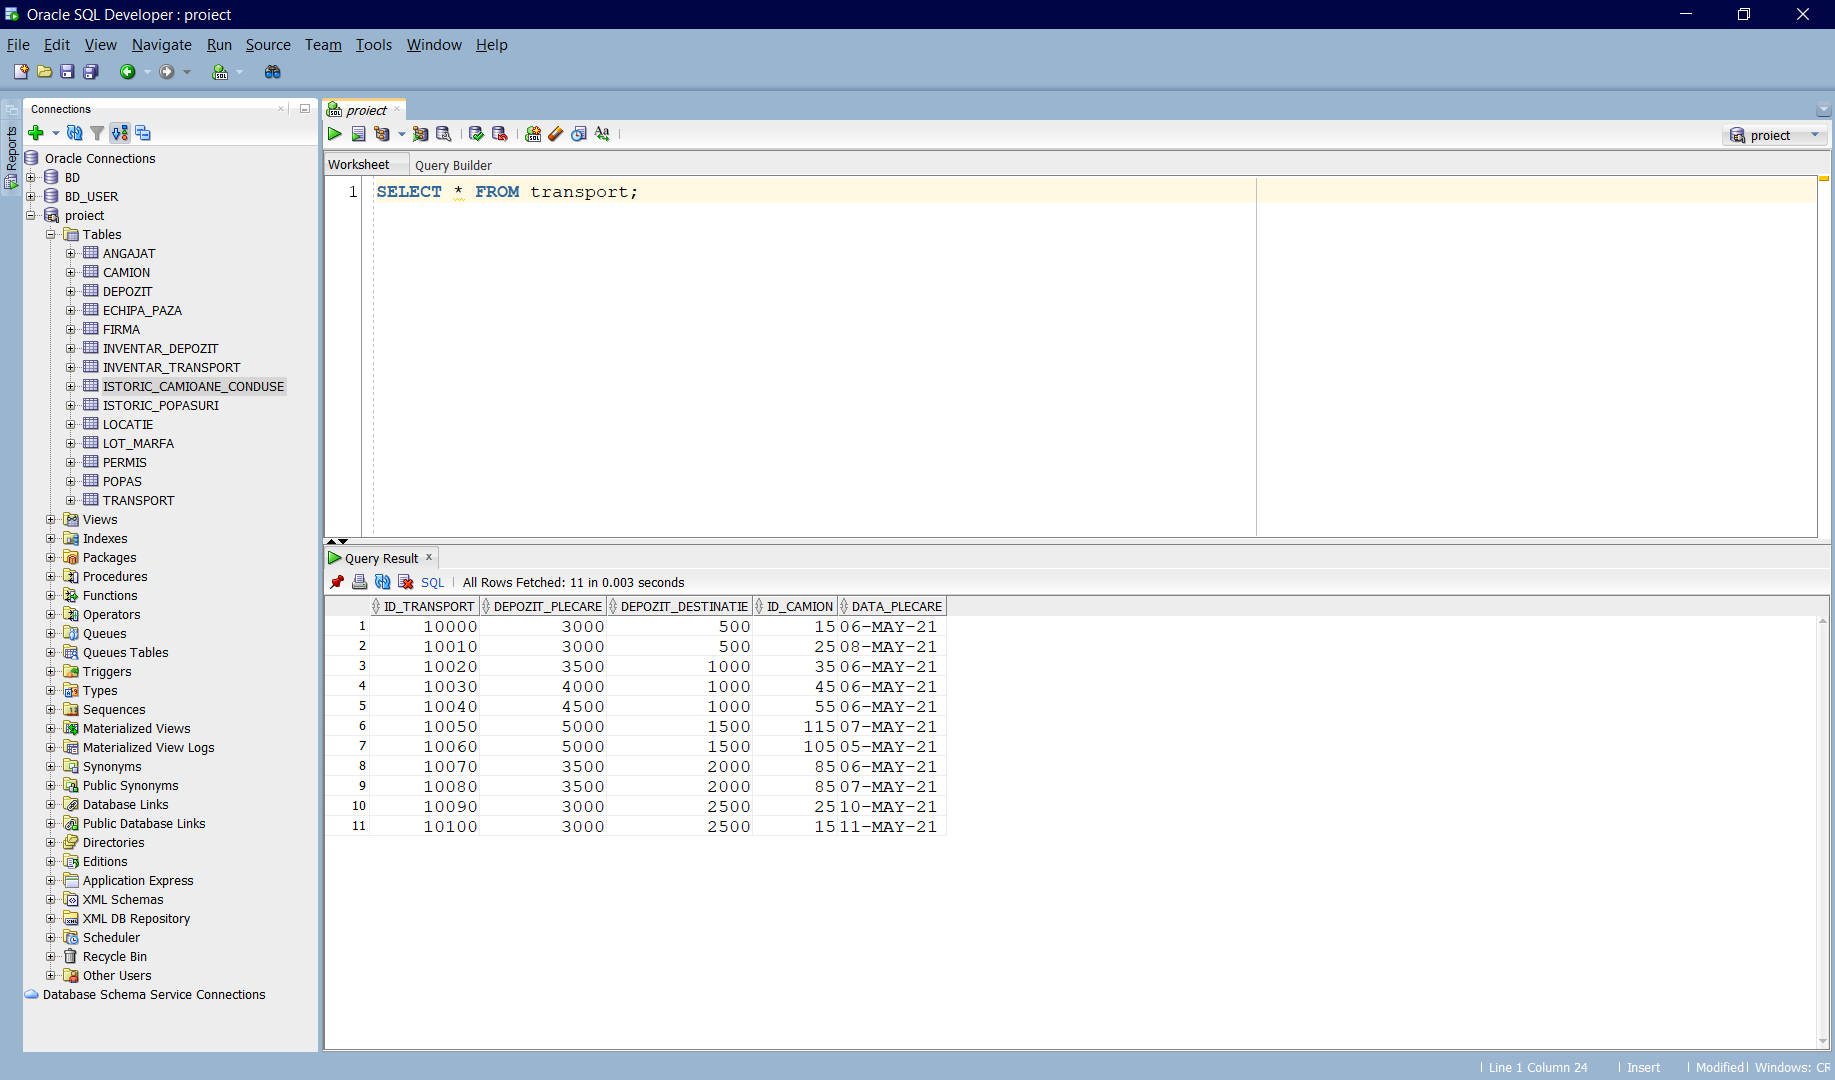 Oracle SQL Developer : proiect
File Edit View Navigate Run Source Team Tools Window Help
Reports
Connections
Oracle Connections
BD
BD_USER
proiect
Tables
ANGAJAT
CAMION
DEPOZIT
ECHIPA_PAZA
FIRMA
INVENTAR_DEPOZIT
INVENTAR_TRANSPORT
ISTORIC_CAMIOANE_CONDUSE
ISTORIC_POPASURI
LOCATIE
LOT_MARFA
PERMIS
POPAS
TRANSPORT
Views
Indexes
Packages
Procedures
Functions
Operators
Queues
Queues Tables
Triggers
Types
Sequences
Materialized Views
Materialized View Logs
Synonyms
Public Synonyms
Database Links
Public Database Links
Directories
Editions
Application Express
XML Schemas
XML DB Repository
Scheduler
Recycle Bin
Other Users
Database Schema Service Connections
proiect
proiect
Worksheet Query Builder
1 SELECT * FROM transport;
Query Result
SQL All Rows Fetched: 11 in 0.003 seconds
ID_TRANSPORT DEPOZIT_PLECARE DEPOZIT_DESTINATIE ID_CAMION DATA_PLECARE
1 10000 3000 500 15 06-MAY-21
2 10010 3000 500 25 08-MAY-21
3 10020 3500 1000 35 06-MAY-21
4 10030 4000 1000 45 06-MAY-21
5 10040 4500 1000 55 06-MAY-21
6 10050 5000 1500 115 07-MAY-21
7 10060 5000 1500 105 05-MAY-21
8 10070 3500 2000 85 06-MAY-21
9 10080 3500 2000 85 07-MAY-21
10 10090 3000 2500 25 10-MAY-21
11 10100 3000 2500 15 11-MAY-21
Line 1 Column 24 Insert Modified Windows: CR